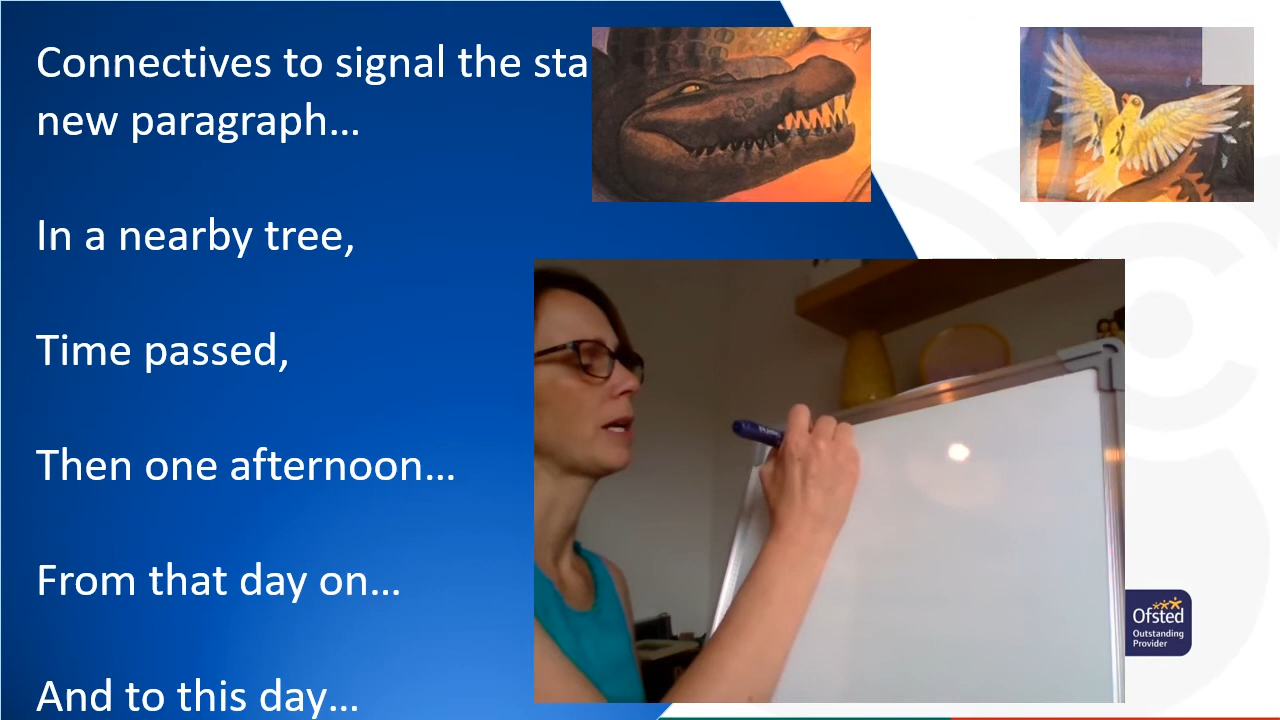 Connectives to signal the sta
new paragraph...
In a nearby tree,
Time passed,
Then one afternoon...
From that day on...
And to this day...
Ofsted
Outstanding
Provider